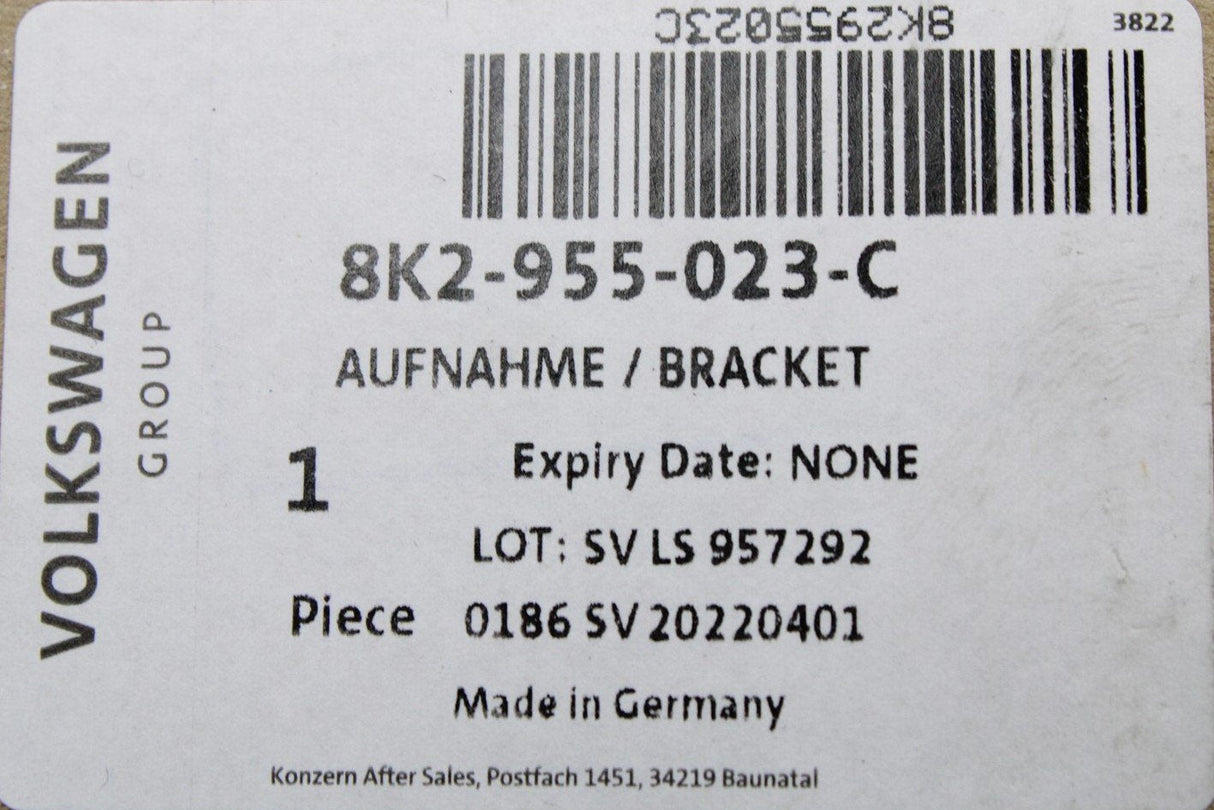 8K2955023C
3822
8K2-955-023-C
AUFNAHME / BRACKET
1
Expiry Date: NONE
LOT: SV LS 957292
Piece 0186 SV 20220401
Made in Germany
Konzern After Sales, Postfach 1451, 34219 Baunatal
VOLKSWAGEN
GROUP